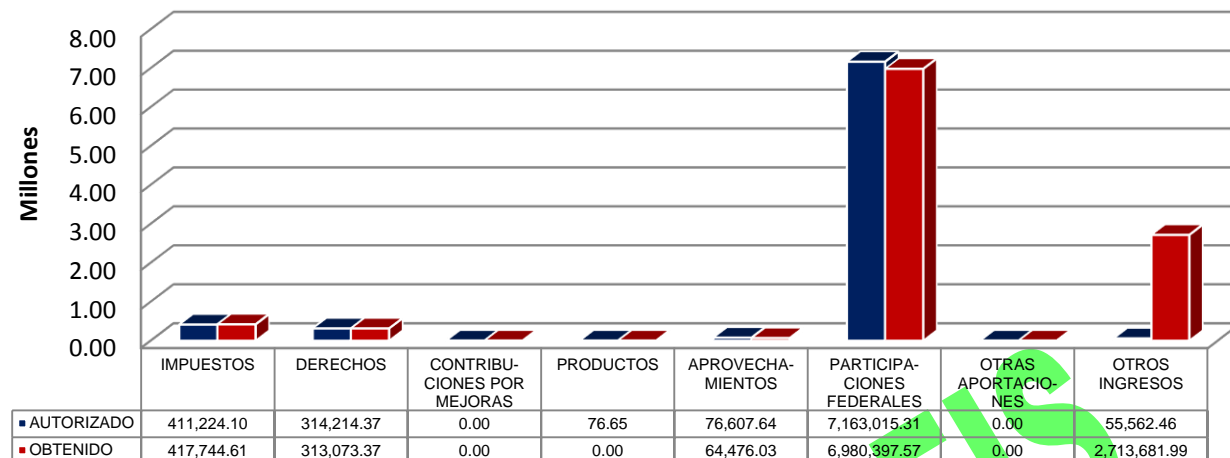 8.00
7.00
6.00
5.00
4.00
3.00
2.00
1.00
0.00
Millones
IMPUESTOS DERECHOS CONTRIBU-CIONES POR MEJORAS PRODUCTOS APROVECHA-MIENTOS PARTICIPA-CIONES FEDERALES OTRAS APORTACIO-NES OTROS INGRESOS
AUTORIZADO 411,224.10 314,214.37 0.00 76.65 76,607.64 7,163,015.31 0.00 55,562.46
OBTENIDO 417,744.61 313,073.37 0.00 0.00 64,476.03 6,980,397.57 0.00 2,713,681.99